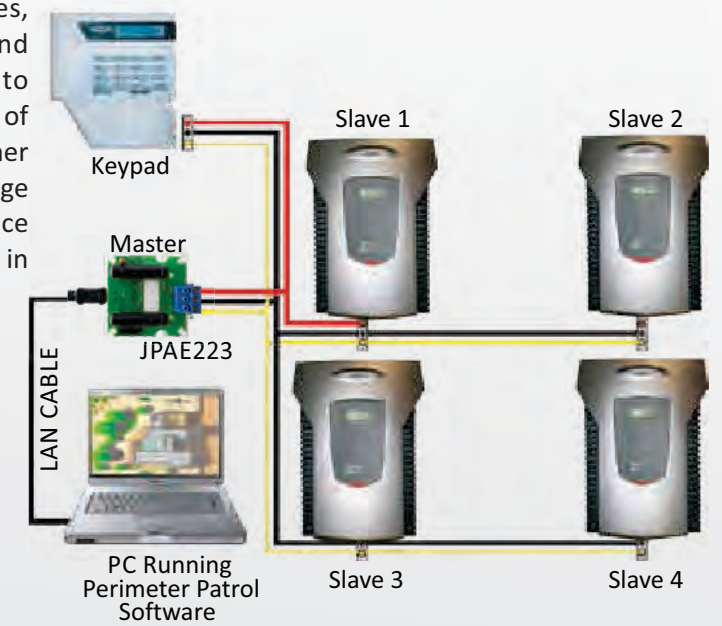 es,
nd
to
of
ner
ge
ce
in
Keypad
Slave 1
Slave 2
Master
JPAE223
LAN CABLE
PC Running
Perimeter Patrol
Software
Slave 3
Slave 4